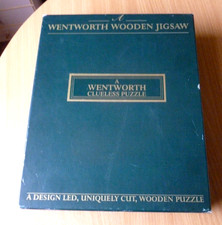 A
WENTWORTH WOODEN JIGSAW
A
WENTWORTH
CLUELESS PUZZLE
A DESIGN LED, UNIQUELY CUT, WOODEN PUZZLE